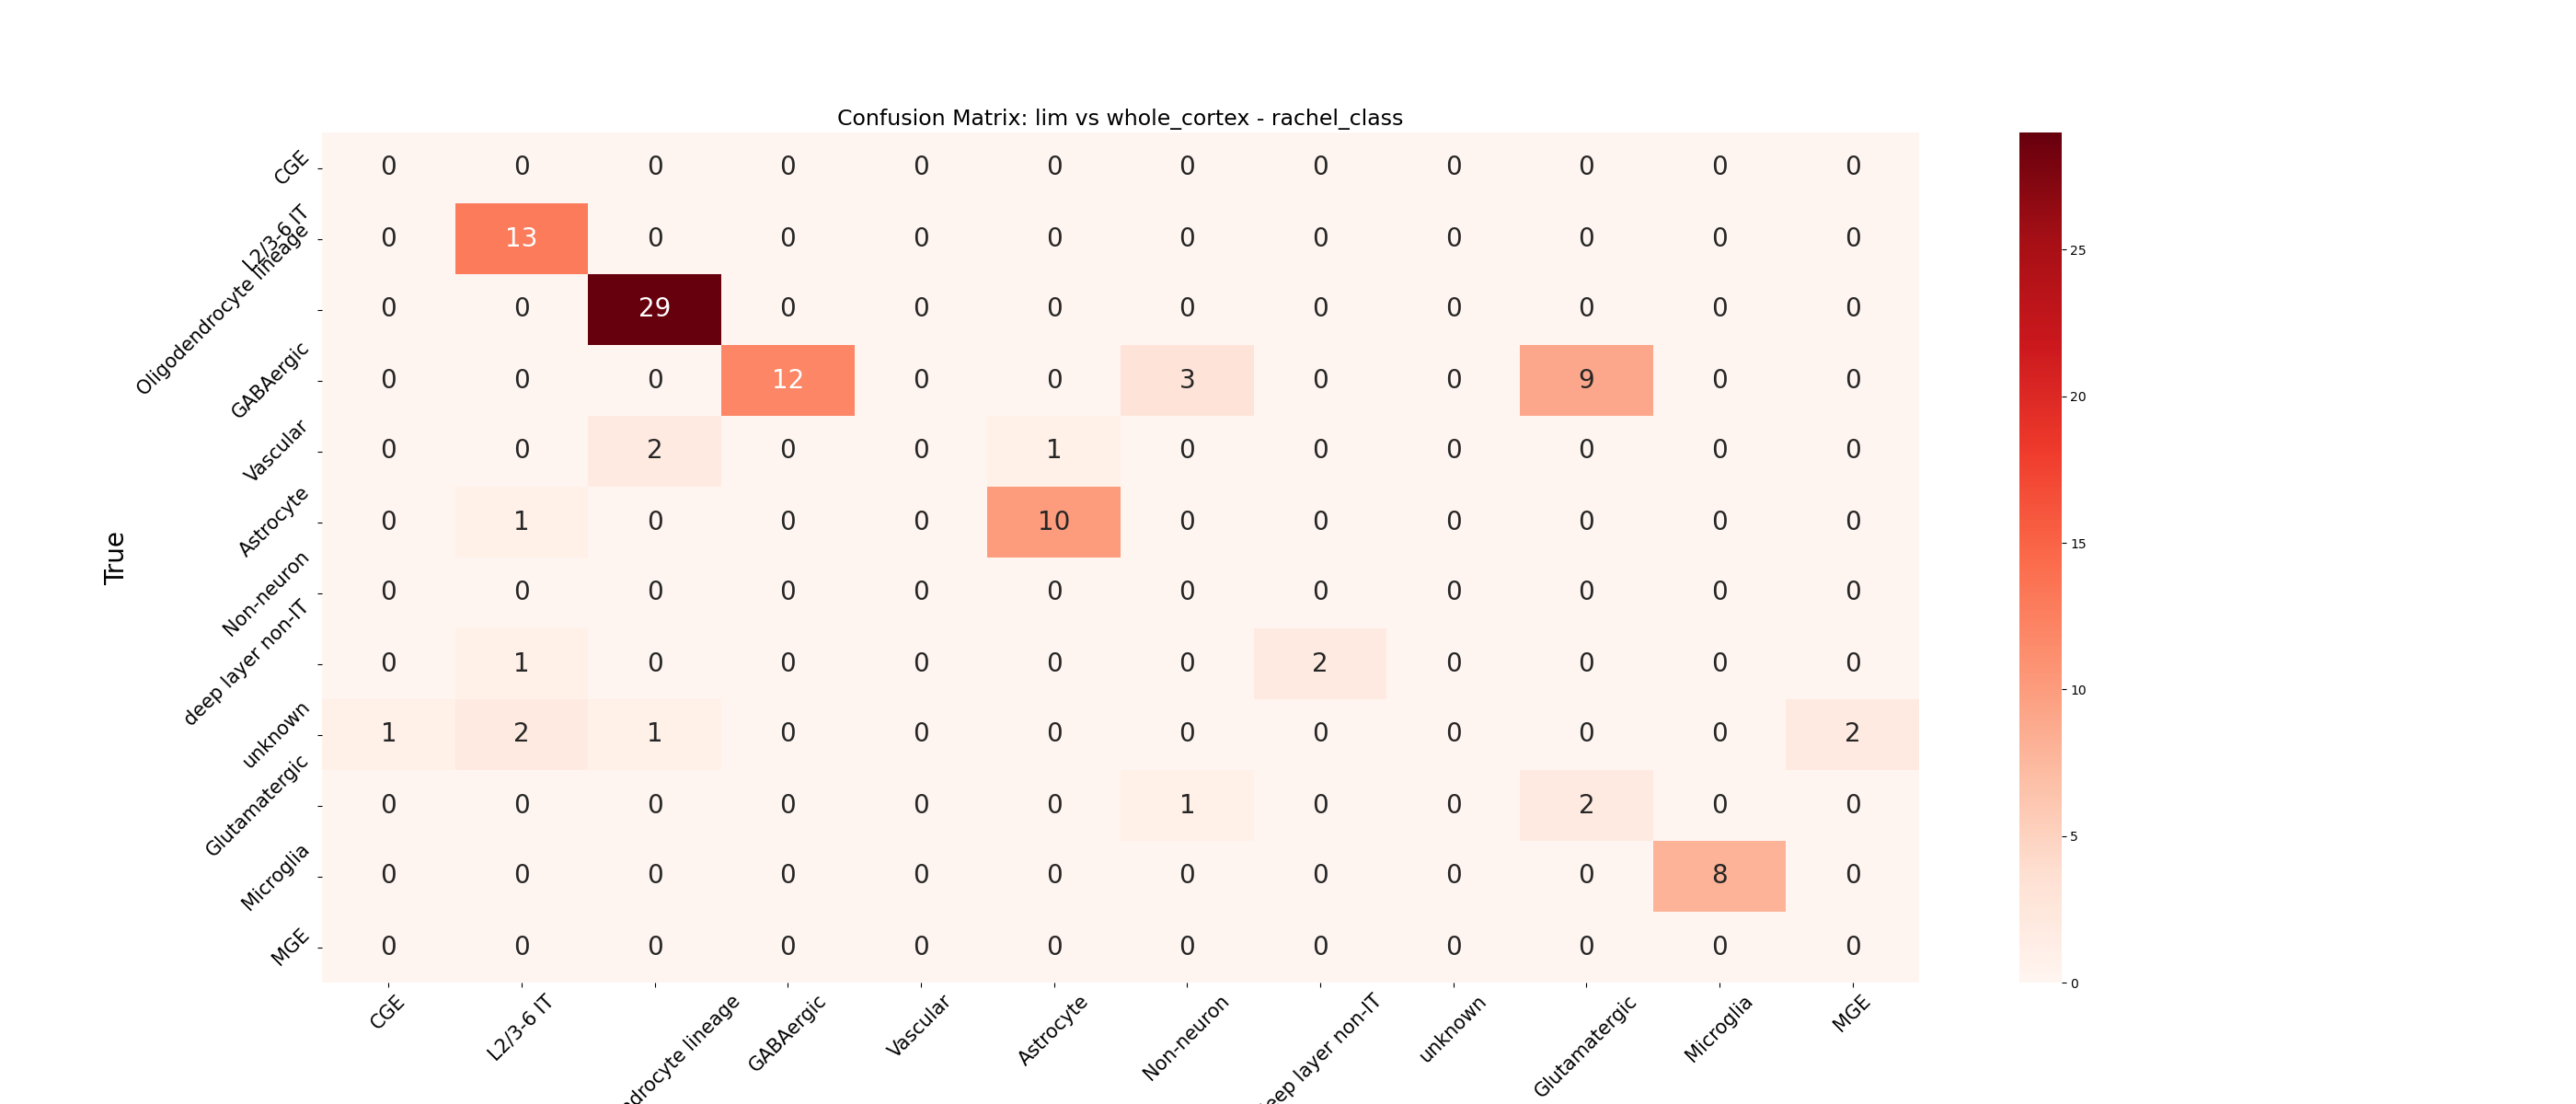 Confusion Matrix: lim vs whole_cortex - rachel_class
True
CGE 0 0 0 0 0 0 0 0 0 0 0 0
L2/3-6 IT 0 13 0 0 0 0 0 0 0 0 0 0
Oligodendrocyte lineage 0 0 29 0 0 0 0 0 0 0 0 0
GABAergic 0 0 0 12 0 0 3 0 0 9 0 0
Vascular 0 0 2 0 0 1 0 0 0 0 0 0
Astrocyte 0 1 0 0 0 10 0 0 0 0 0 0
Non-neuron 0 0 0 0 0 0 0 0 0 0 0 0
deep layer non-IT 0 1 0 0 0 0 0 2 0 0 0 0
unknown 1 2 1 0 0 0 0 0 0 0 0 2
Glutamatergic 0 0 0 0 0 0 1 0 0 2 0 0
Microglia 0 0 0 0 0 0 0 0 0 0 8 0
MGE 0 0 0 0 0 0 0 0 0 0 0 0
CGE
L2/3-6 IT
drocyte lineage
GABAergic
Vascular
Astrocyte
Non-neuron
eep layer non-IT
unknown
Glutamatergic
Microglia
MGE
25
20
15
10
5
0